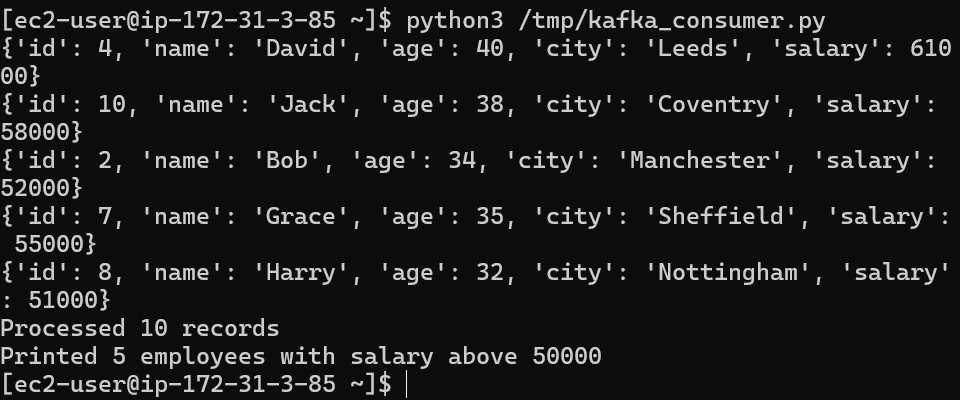 [ec2-user@ip-172-31-3-85 ~]$ python3 /tmp/kafka_consumer.py
{'id': 4, 'name': 'David', 'age': 40, 'city': 'Leeds', 'salary': 610
00}
{'id': 10, 'name': 'Jack', 'age': 38, 'city': 'Coventry', 'salary':
58000}
{'id': 2, 'name': 'Bob', 'age': 34, 'city': 'Manchester', 'salary':
52000}
{'id': 7, 'name': 'Grace', 'age': 35, 'city': 'Sheffield', 'salary':
 55000}
{'id': 8, 'name': 'Harry', 'age': 32, 'city': 'Nottingham', 'salary'
: 51000}
Processed 10 records
Printed 5 employees with salary above 50000
[ec2-user@ip-172-31-3-85 ~]$